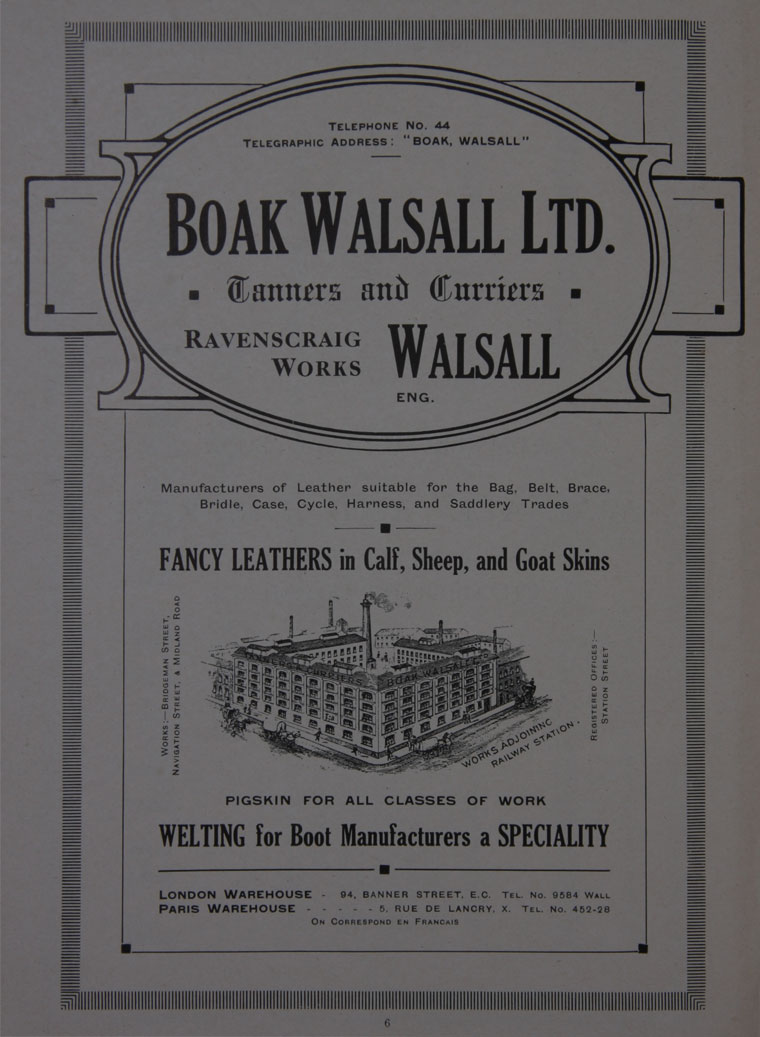 TELEPHONE NO. 44
TELEGRAPHIC ADDRESS: "BOAK, WALSALL"
BOAK WALSALL LTD.
Tanners and Curriers
RAVENSCRAIG
WORKS
WALSALL
ENG.
Manufacturers of Leather suitable for the Bag, Belt, Brace,
Bridle, Case, Cycle, Harness, and Saddlery Trades
FANCY LEATHERS in Calf, Sheep, and Goat Skins
WORKS:—BRIDGEMAN STREET,
NAVIGATION STREET, & MIDLAND ROAD
CURRIERS
BOAK WALSALL
WORKS ADJOINING
RAILWAY STATION.
REGISTERED OFFICES:—
STATION STREET
PIGSKIN FOR ALL CLASSES OF WORK
WELTING for Boot Manufacturers a SPECIALITY
LONDON WAREHOUSE - 94, BANNER STREET, E.C. TEL. NO. 9584 WALL
PARIS WAREHOUSE - - - - - 5, RUE DE LANCRY, X. TEL. NO. 452-28
ON CORRESPOND EN FRANCAIS
6